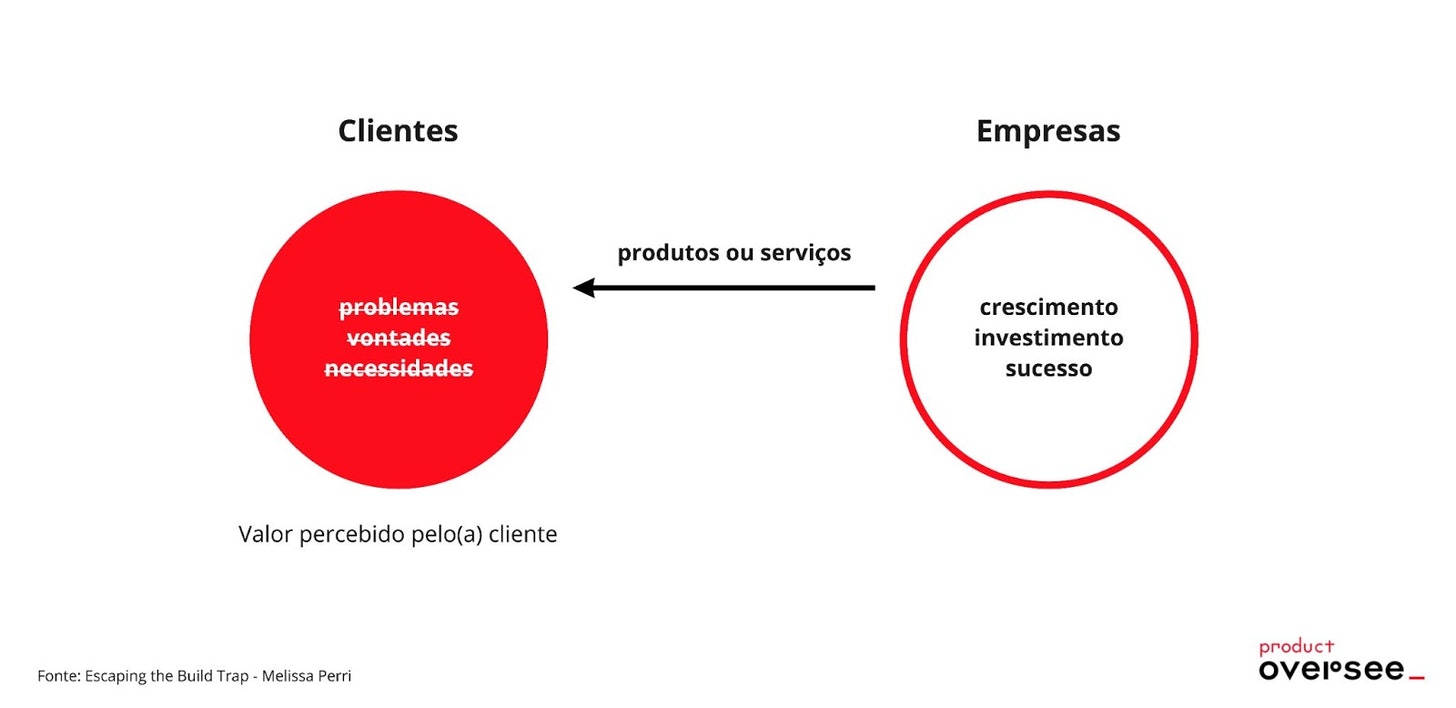 Clientes
Empresas
produtos ou serviços
problemas
vontades
necessidades
crescimento
investimento
sucesso
Valor percebido pelo(a) cliente
Fonte: Escaping the Build Trap - Melissa Perri
product
oversee_